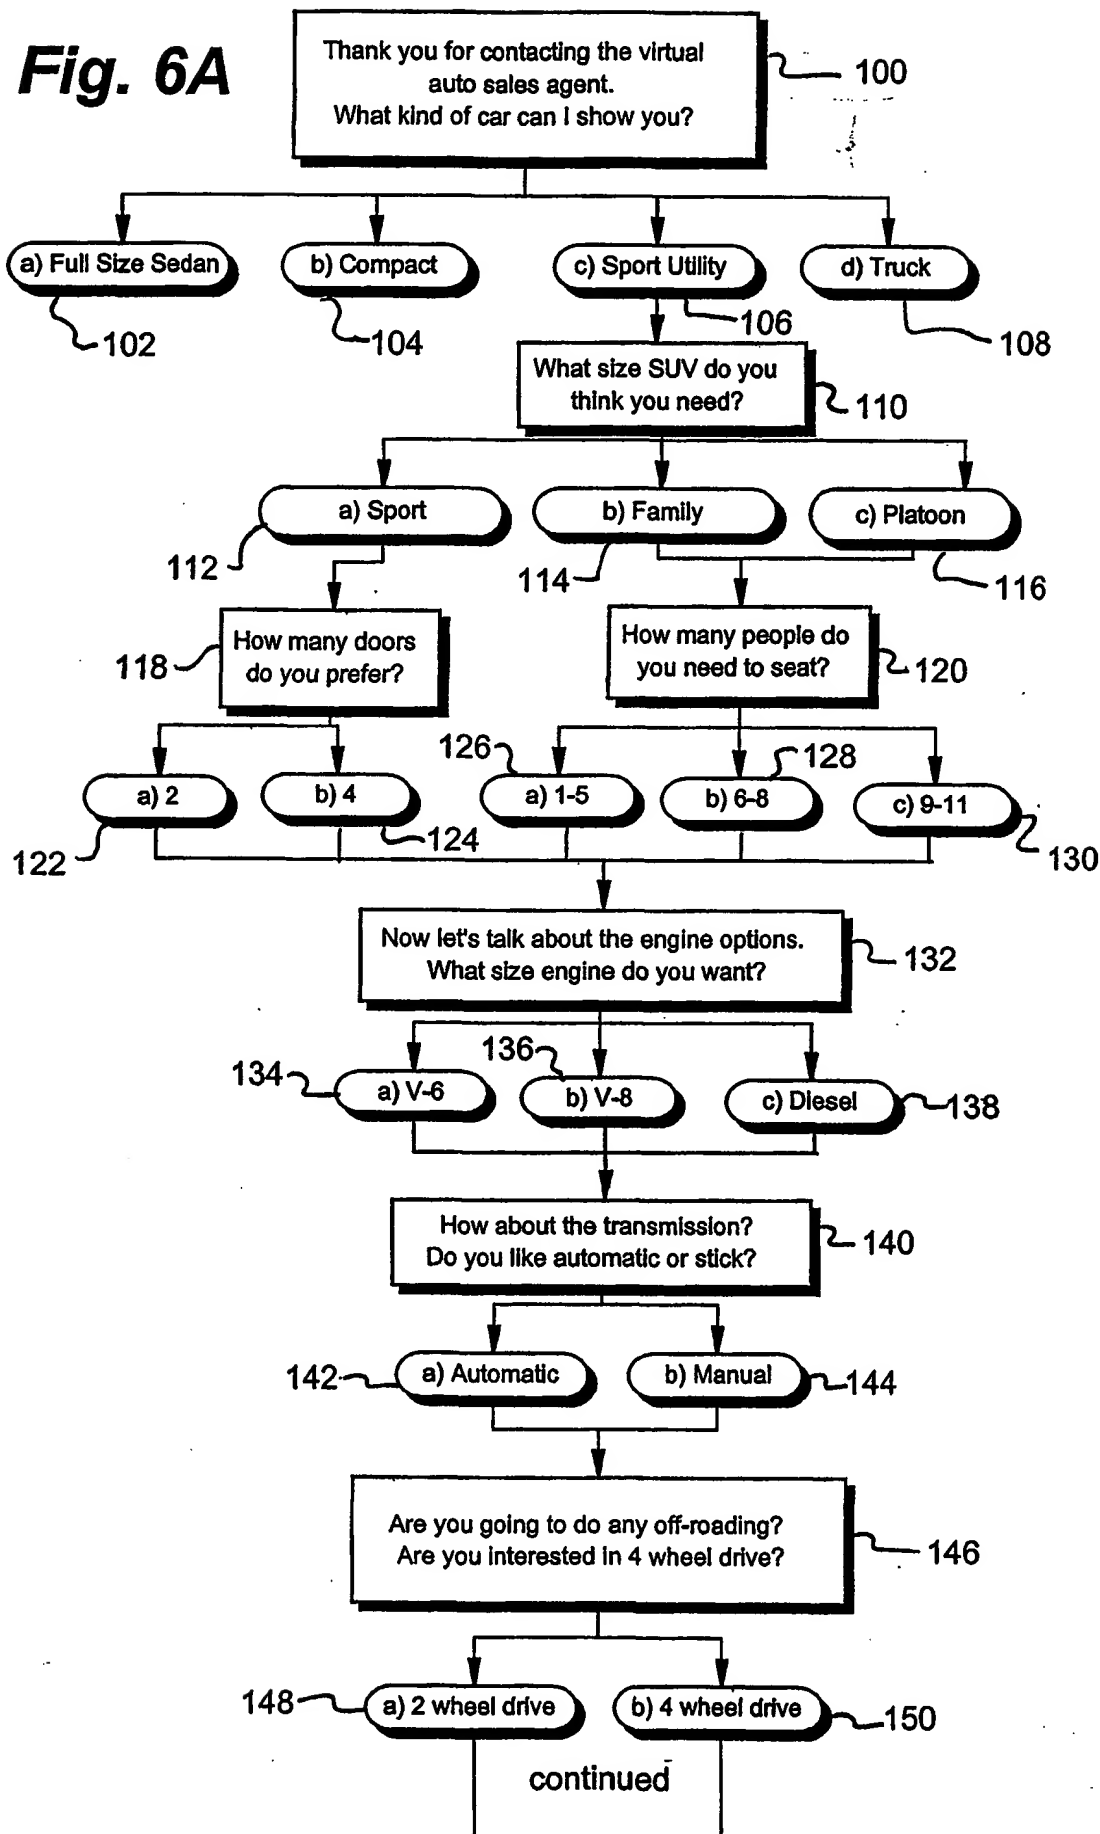 Fig. 6A
Thank you for contacting the virtual
auto sales agent.
What kind of car can I show you?
100
a) Full Size Sedan
b) Compact
c) Sport Utility
d) Truck
102
104
106
108
What size SUV do you
think you need?
110
a) Sport
b) Family
c) Platoon
112
114
116
How many doors
do you prefer?
118
How many people do
you need to seat?
120
126
128
a) 2
b) 4
a) 1-5
b) 6-8
c) 9-11
122
124
130
Now let's talk about the engine options.
What size engine do you want?
132
134
136
a) V-6
b) V-8
c) Diesel
138
How about the transmission?
Do you like automatic or stick?
140
142
a) Automatic
b) Manual
144
Are you going to do any off-roading?
Are you interested in 4 wheel drive?
146
148
a) 2 wheel drive
b) 4 wheel drive
150
continued